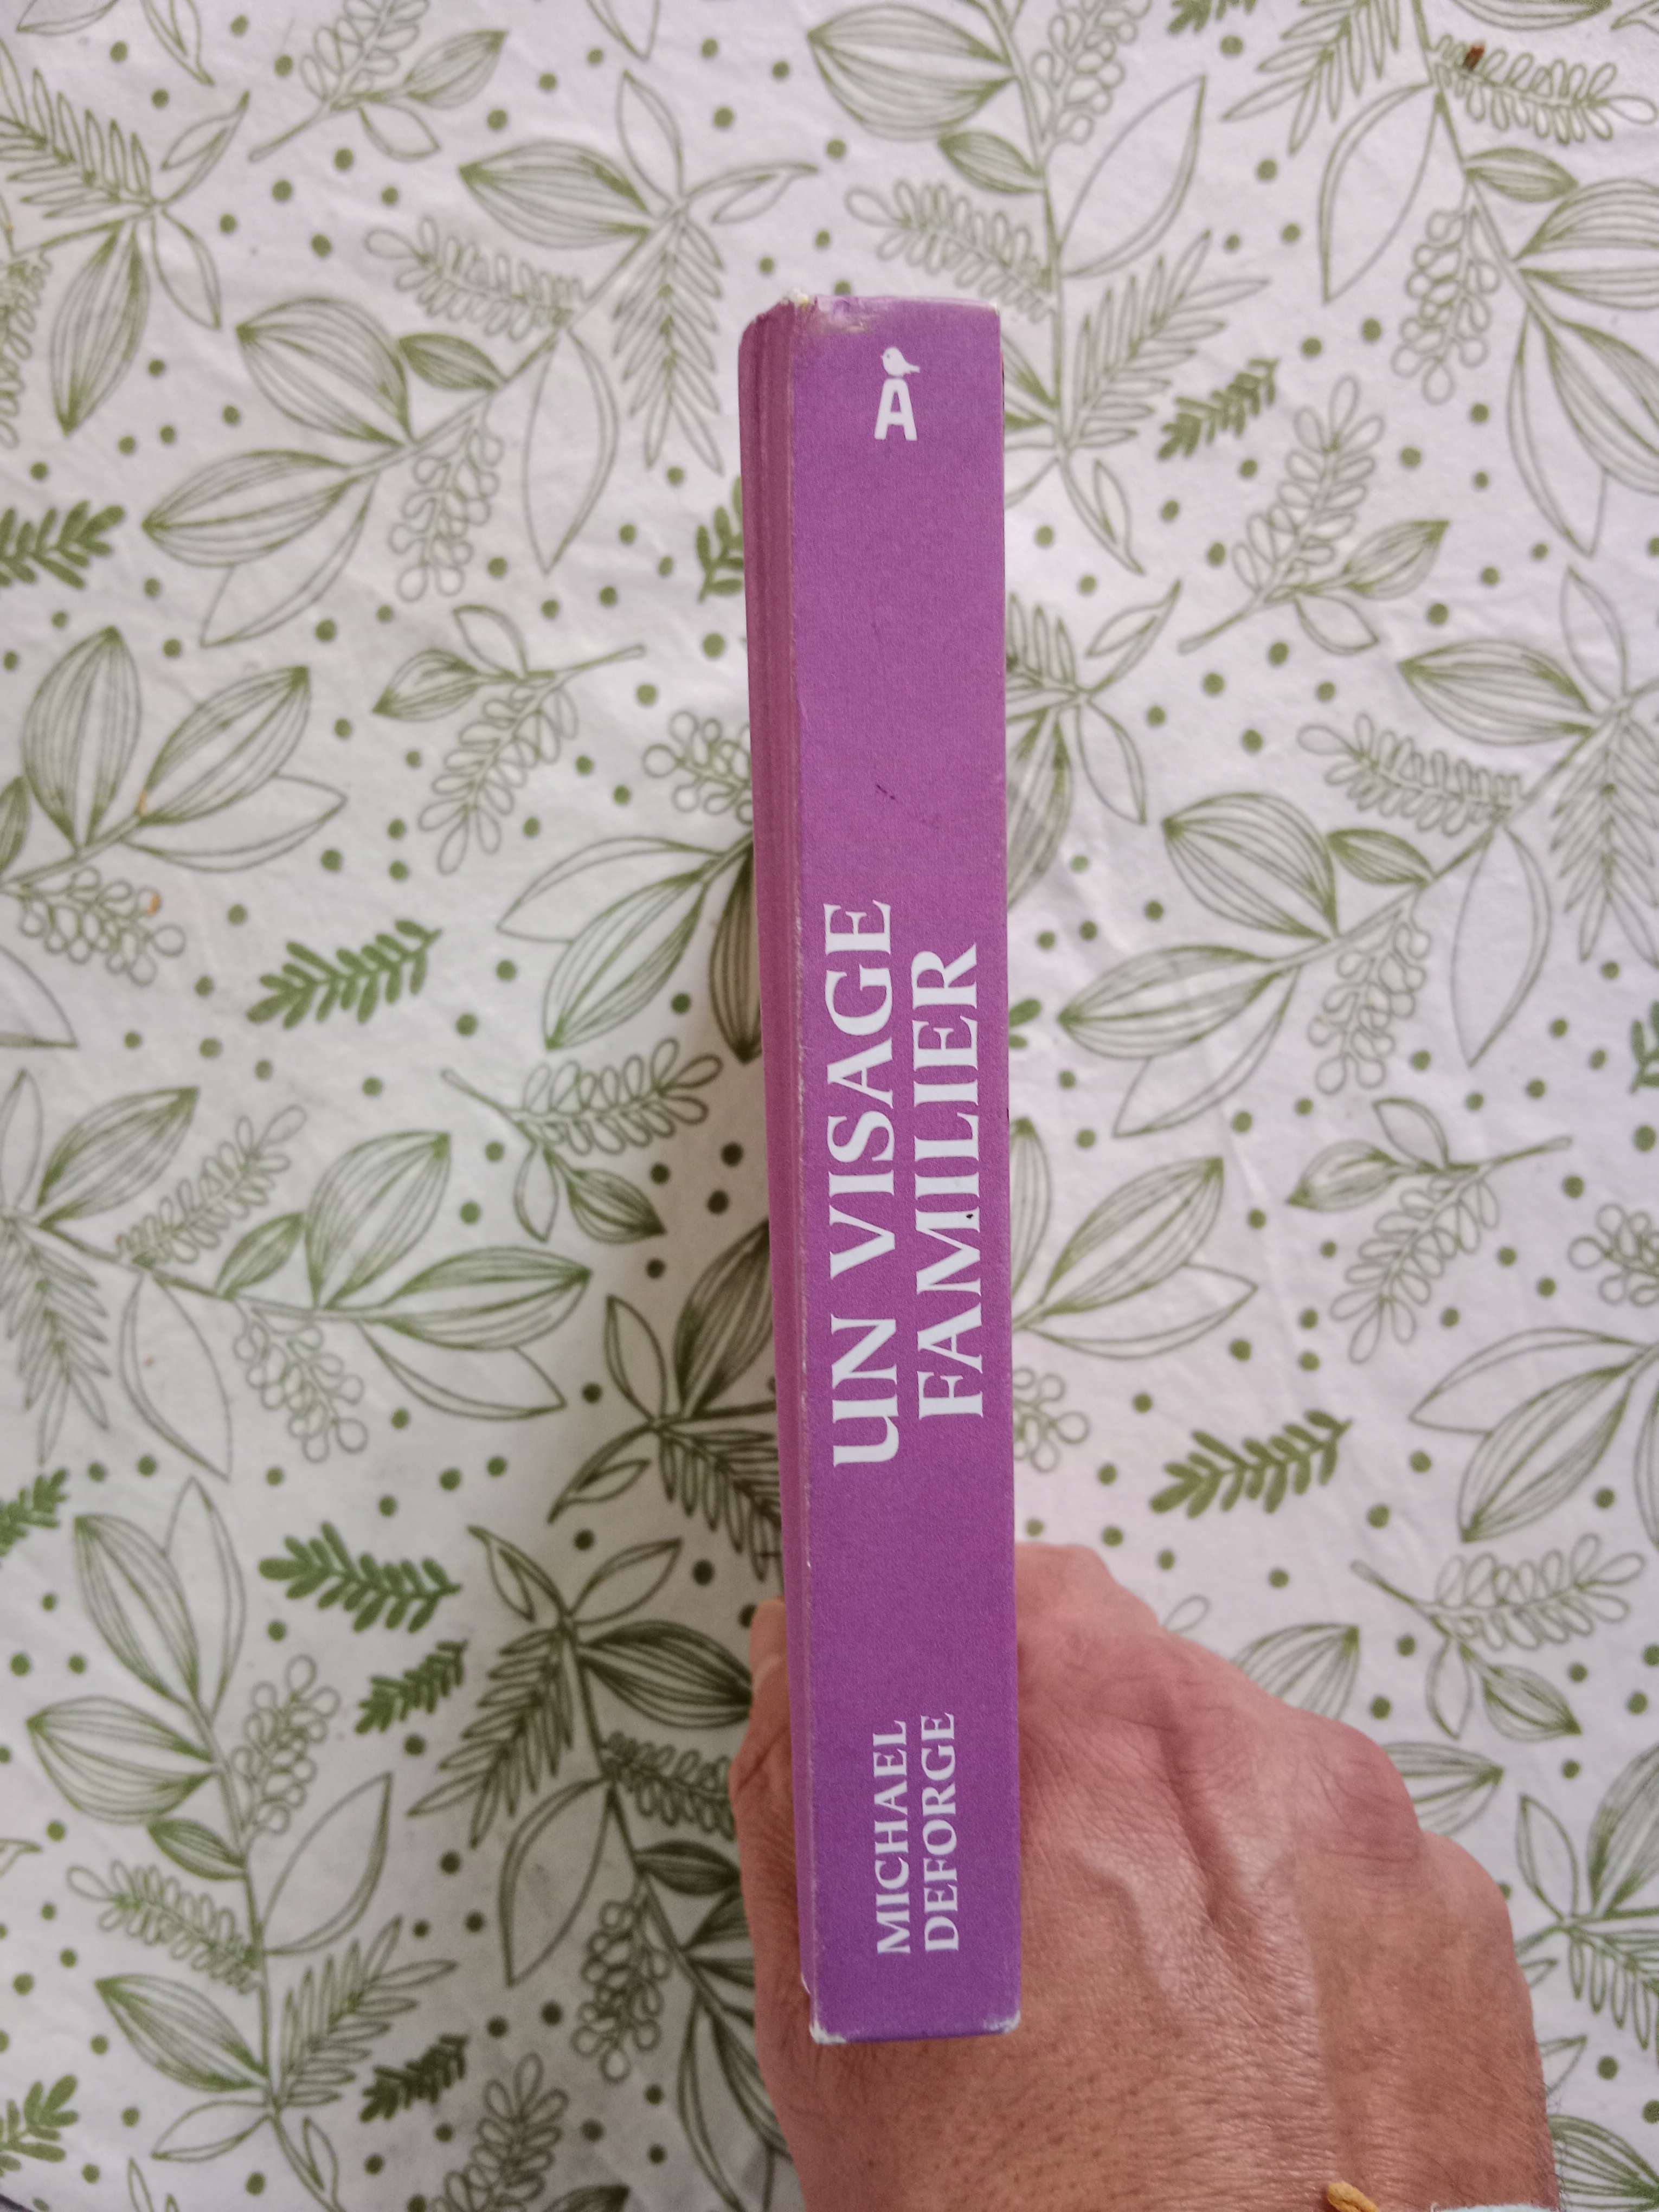 A
UN VISAGE
FAMILIER
MICHAEL
DEFORGE